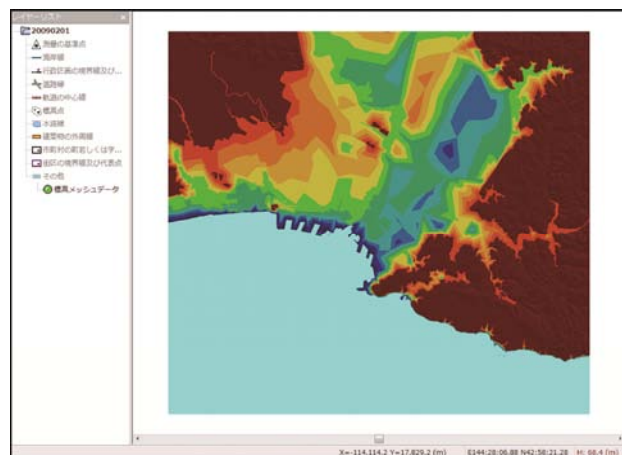 レイヤーリスト
20090201
測量の基準点
海岸線
行政区画の境界線及び...
道路縁
軌道の中心線
標高点
水涯線
建築物の外周線
市町村の町若しくは字...
街区の境界線及び代表点
その他
標高メッシュデータ
X=-114,114.2 Y=17,829.2 (m) E144:28:06.88 N42:58:21.28 H: 68.4 (m)